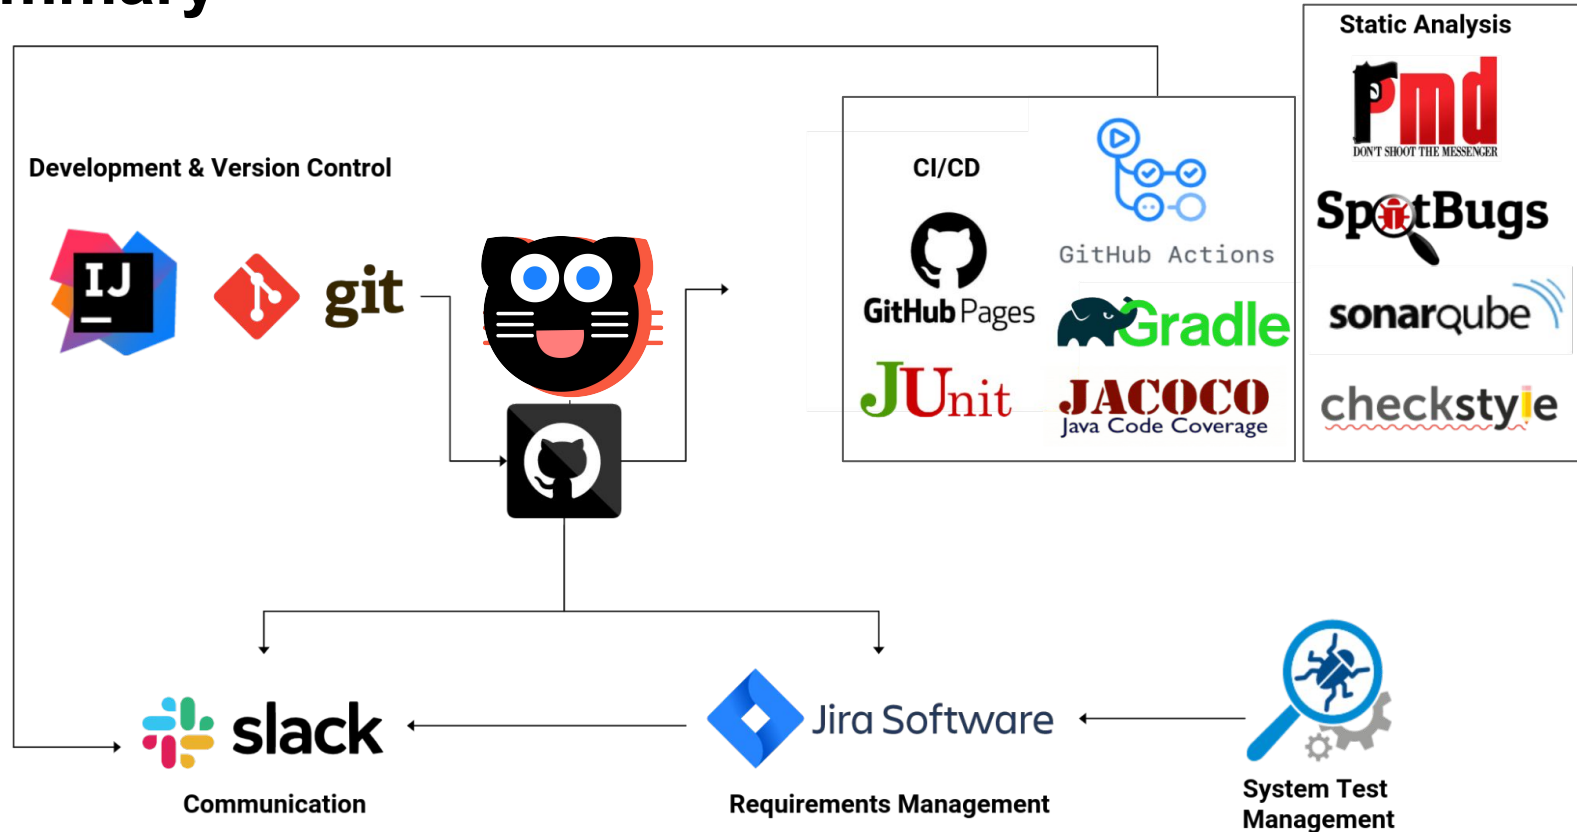 Static Analysis
Pmd
DON'T SHOOT THE MESSENGER
Development & Version Control
CI/CD
SpotBugs
GitHub Actions
IJ
git
GitHub Pages
Gradle
sonarqube
JUnit
JACOCO
Java Code Coverage
checkstyle
slack
Jira Software
Communication
Requirements Management
System Test
Management